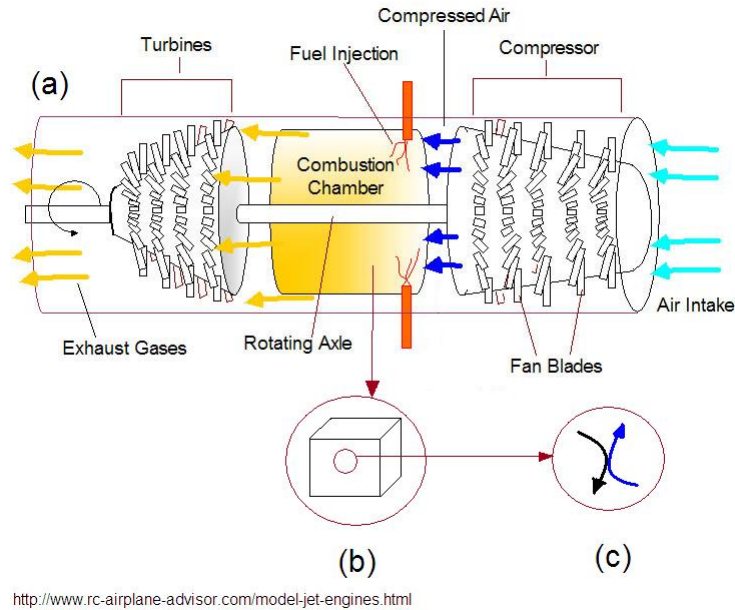 Compressed Air
Turbines
Fuel Injection
Compressor
(a)
Combustion
Chamber
Air Intake
Exhaust Gases
Rotating Axle
Fan Blades
(b)
(c)
http://www.rc-airplane-advisor.com/model-jet-engines.html